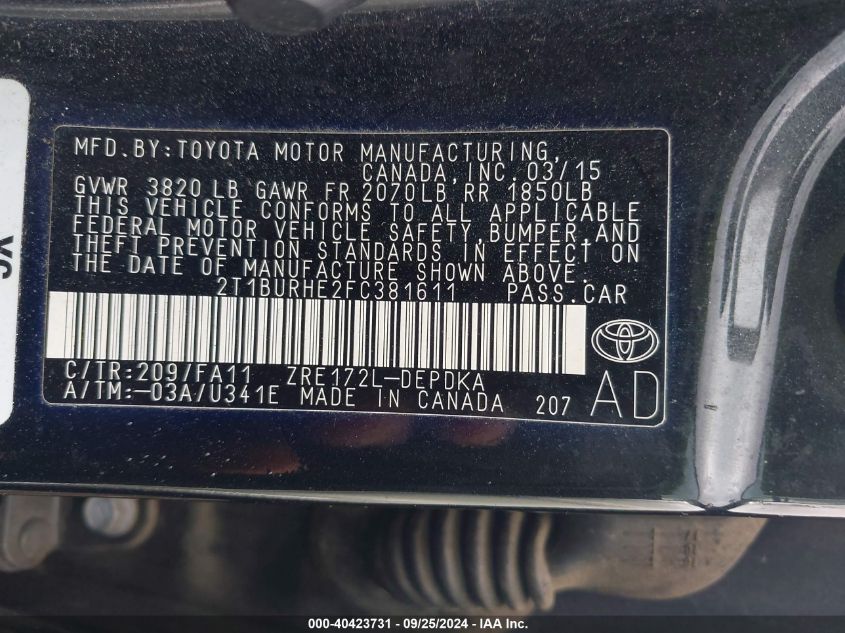 MFD.BY:TOYOTA MOTOR MANUFACTURING,
CANADA,INC.03/15
GVWR 3820 LB GAWR FR 2070LB RR 1850LB
THIS VEHICLE CONFORMS TO ALL APPLICABLE
FEDERAL MOTOR VEHICLE SAFETY,BUMPER,AND
THEFT PREVENTION STANDARDS IN EFFECT ON
THE DATE OF MANUFACTURE SHOWN ABOVE.
2T1BURHE2FC381611 PASS.CAR
C/TR:209/FA11 ZRE172L-DEPDKA
A/TM:-03A/U341E MADE IN CANADA 207 AD
000-40423731 - 09/25/2024 - IAA Inc.